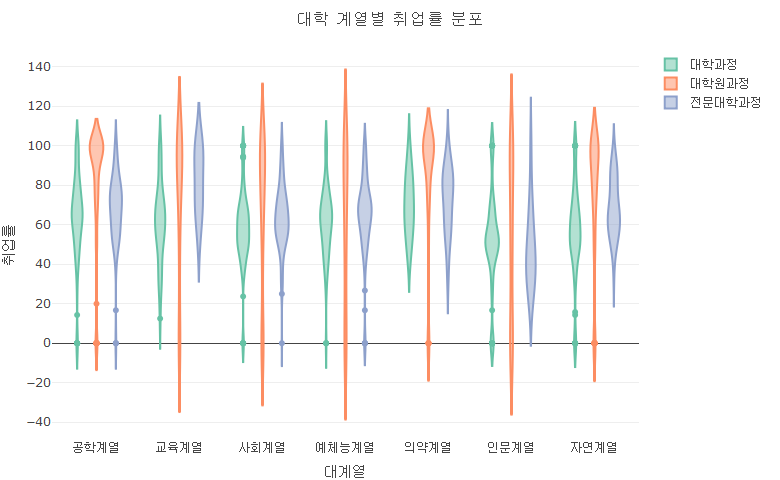 대학 계열별 취업률 분포
대학과정
대학원과정
전문대학과정
취업률
140
120
100
80
60
40
20
0
−20
−40
공학계열 교육계열 사회계열 예체능계열 의약계열 인문계열 자연계열
대계열